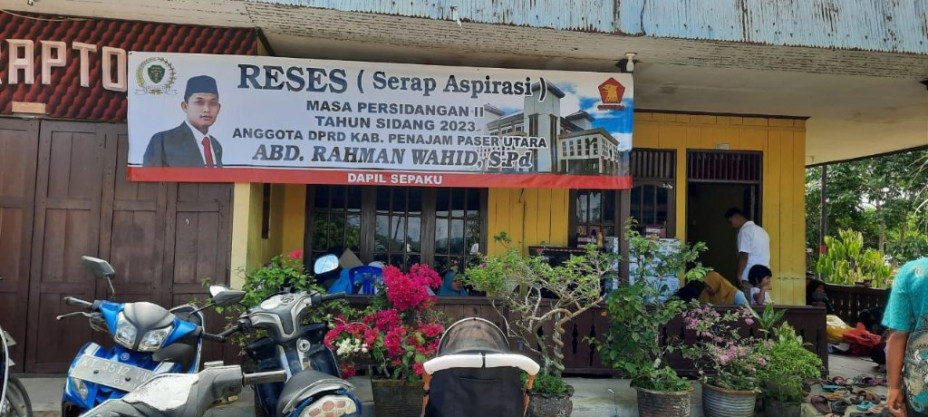 RAPTO
RESES ( Serap Aspirasi )
MASA PERSIDANGAN II
TAHUN SIDANG 2023
ANGGOTA DPRD KAB. PENAJAM PASER UTARA
ABD. RAHMAN WAHID, S.Pd
DAPIL SEPAKU